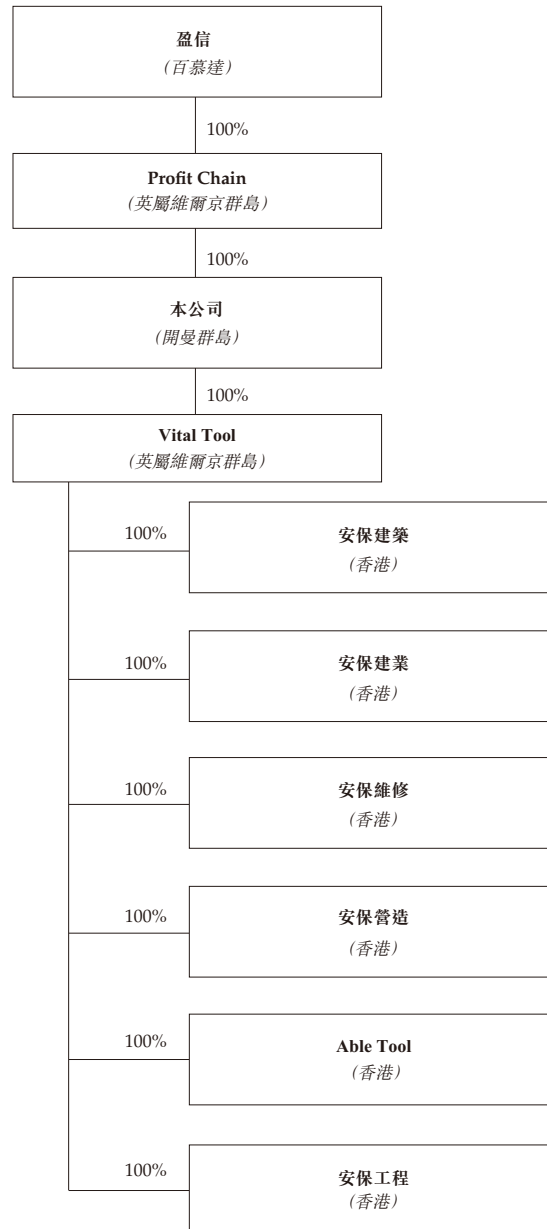 盈信
(百慕達)
100%
Profit Chain
(英屬維爾京群島)
100%
本公司
(開曼群島)
100%
Vital Tool
(英屬維爾京群島)
100%
安保建築
(香港)
100%
安保建業
(香港)
100%
安保維修
(香港)
100%
安保營造
(香港)
100%
Able Tool
(香港)
100%
安保工程
(香港)